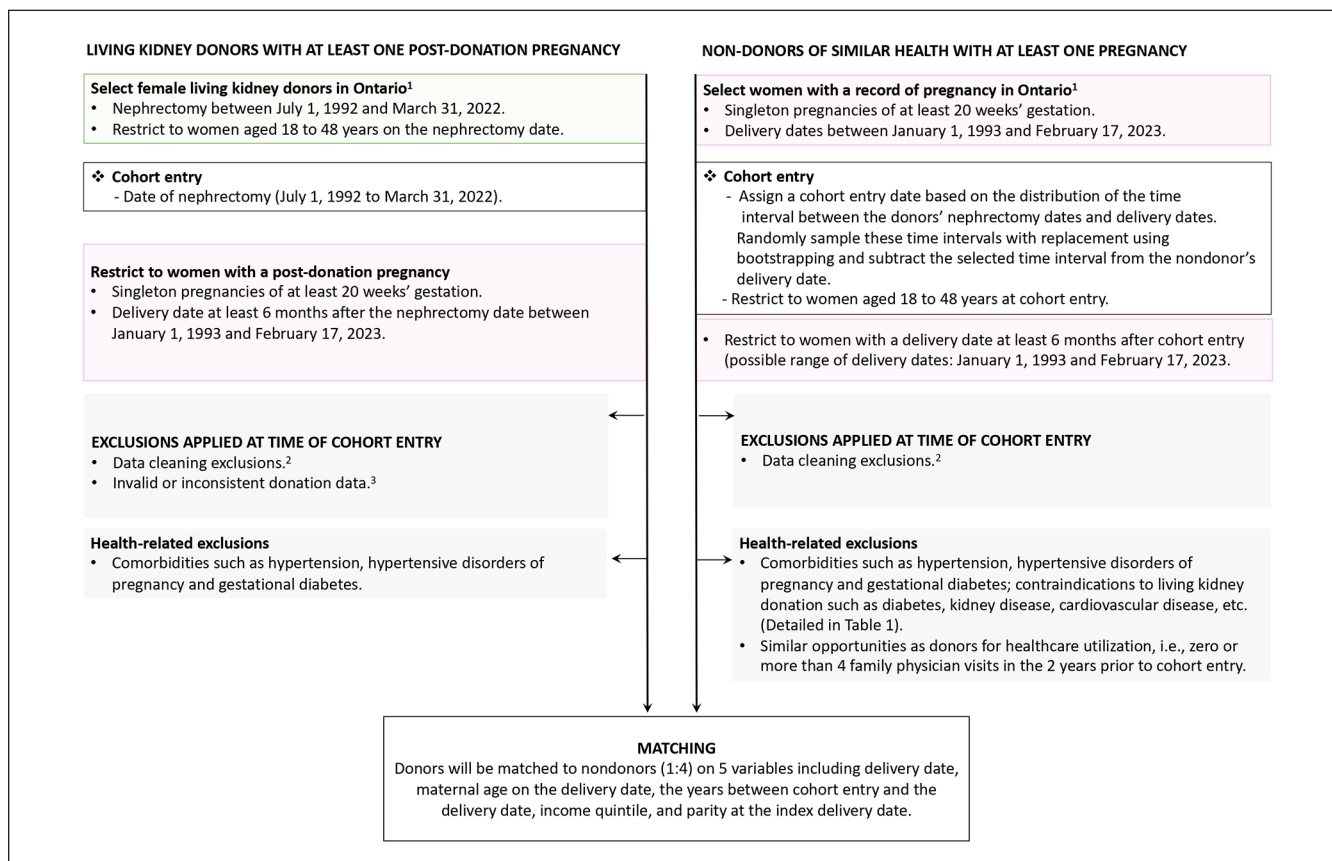 LIVING KIDNEY DONORS WITH AT LEAST ONE POST-DONATION PREGNANCY
Select female living kidney donors in Ontario¹
• Nephrectomy between July 1, 1992 and March 31, 2022.
• Restrict to women aged 18 to 48 years on the nephrectomy date.
❖ Cohort entry
- Date of nephrectomy (July 1, 1992 to March 31, 2022).
Restrict to women with a post-donation pregnancy
• Singleton pregnancies of at least 20 weeks’ gestation.
• Delivery date at least 6 months after the nephrectomy date between
January 1, 1993 and February 17, 2023.
EXCLUSIONS APPLIED AT TIME OF COHORT ENTRY
• Data cleaning exclusions.²
• Invalid or inconsistent donation data.³
Health-related exclusions
• Comorbidities such as hypertension, hypertensive disorders of
pregnancy and gestational diabetes.
NON-DONORS OF SIMILAR HEALTH WITH AT LEAST ONE PREGNANCY
Select women with a record of pregnancy in Ontario¹
• Singleton pregnancies of at least 20 weeks’ gestation.
• Delivery dates between January 1, 1993 and February 17, 2023.
❖ Cohort entry
- Assign a cohort entry date based on the distribution of the time
interval between the donors’ nephrectomy dates and delivery dates.
Randomly sample these time intervals with replacement using
bootstrapping and subtract the selected time interval from the nondonor’s
delivery date.
- Restrict to women aged 18 to 48 years at cohort entry.
• Restrict to women with a delivery date at least 6 months after cohort entry
(possible range of delivery dates: January 1, 1993 and February 17, 2023.
EXCLUSIONS APPLIED AT TIME OF COHORT ENTRY
• Data cleaning exclusions.²
Health-related exclusions
• Comorbidities such as hypertension, hypertensive disorders of
pregnancy and gestational diabetes; contraindications to living kidney
donation such as diabetes, kidney disease, cardiovascular disease, etc.
(Detailed in Table 1).
• Similar opportunities as donors for healthcare utilization, i.e., zero or
more than 4 family physician visits in the 2 years prior to cohort entry.
MATCHING
Donors will be matched to nondonors (1:4) on 5 variables including delivery date,
maternal age on the delivery date, the years between cohort entry and the
delivery date, income quintile, and parity at the index delivery date.